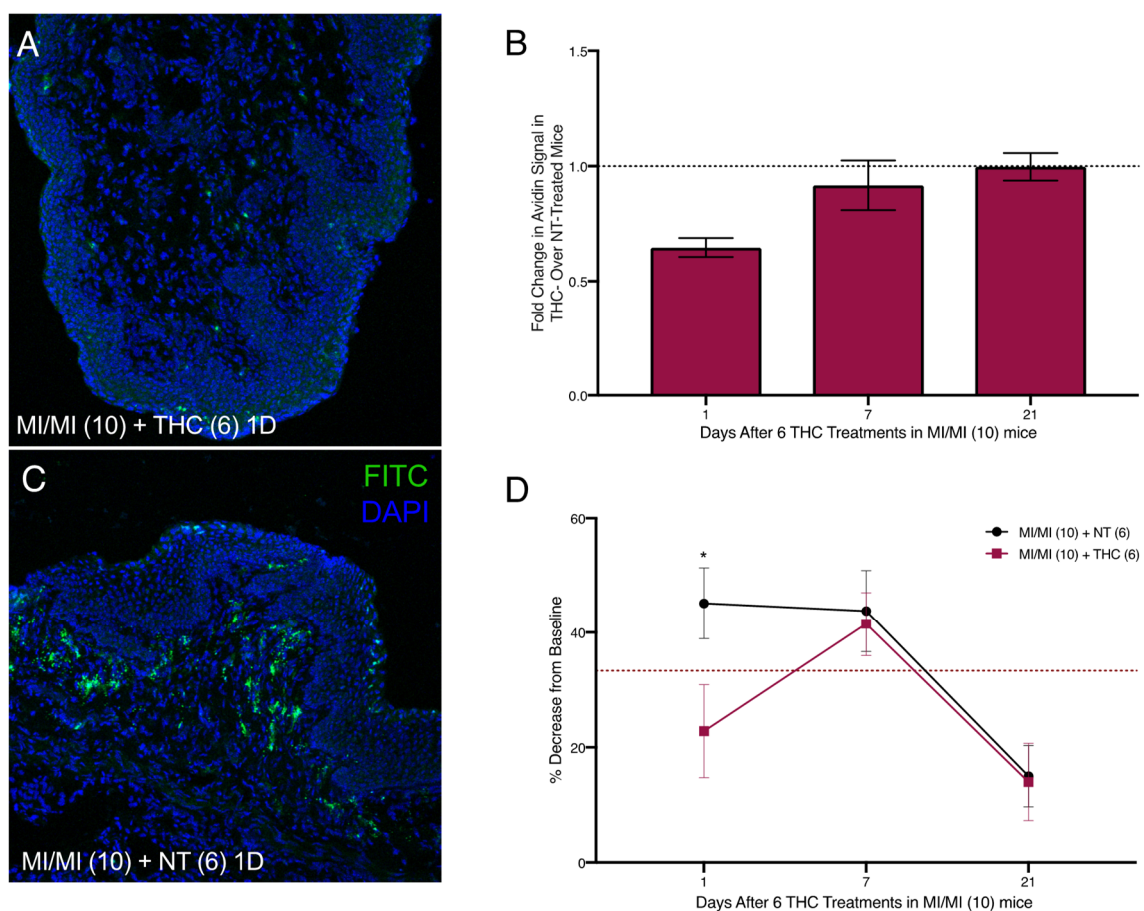 A
MI/MI (10) + THC (6) 1D
B
Fold Change in Avidin Signal in
THC- Over NT-Treated Mice
1.5
1.0
0.5
0.0
1
7
21
Days After 6 THC Treatments in MI/MI (10) mice
C
FITC
DAPI
MI/MI (10) + NT (6) 1D
D
% Decrease from Baseline
60
40
20
0
*
MI/MI (10) + NT (6)
MI/MI (10) + THC (6)
1
7
21
Days After 6 THC Treatments in MI/MI (10) mice